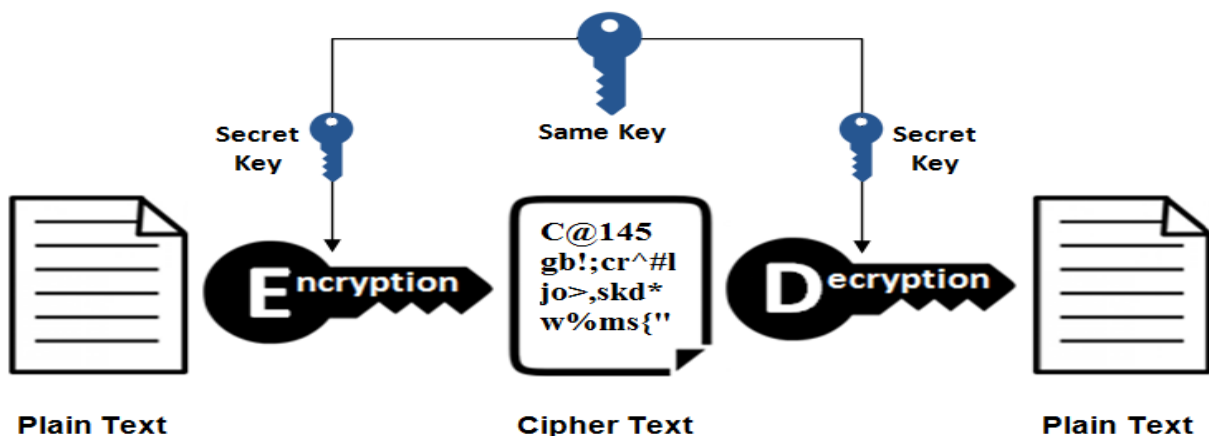 Same Key
Secret
Key
Secret
Key
Encryption
C@145
gb!;cr^#l
jo>,skd*
w%ms{"
Decryption
Plain Text
Cipher Text
Plain Text